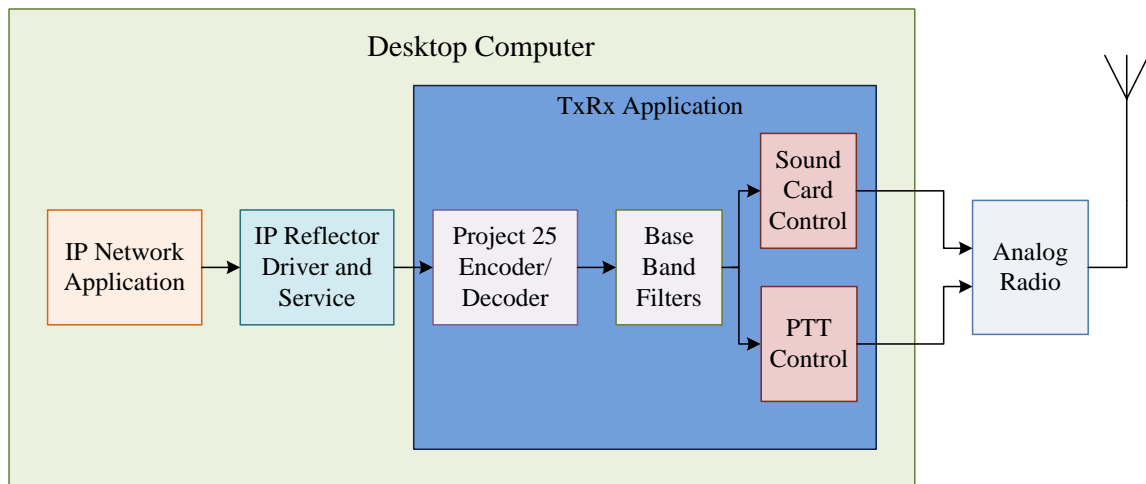 Desktop Computer
TxRx Application
IP Network
Application
IP Reflector
Driver and
Service
Project 25
Encoder/
Decoder
Base
Band
Filters
Sound
Card
Control
PTT
Control
Analog
Radio